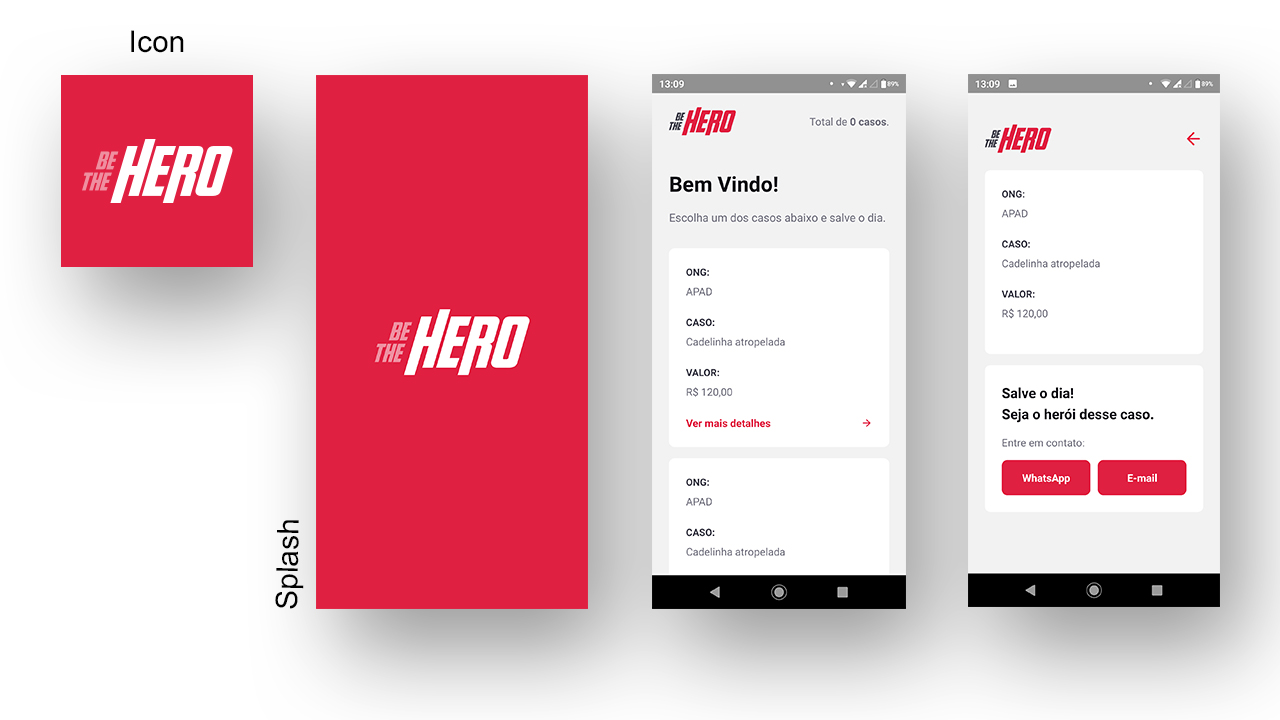 Icon
BE
THE HERO
Splash
BE
THE HERO
13:09 89%
BE
THE HERO
Total de 0 casos.
Bem Vindo!
Escolha um dos casos abaixo e salve o dia.
ONG:
APAD
CASO:
Cadelinha atropelada
VALOR:
R$ 120,00
Ver mais detalhes
ONG:
APAD
CASO:
Cadelinha atropelada
13:09 89%
BE
THE HERO
ONG:
APAD
CASO:
Cadelinha atropelada
VALOR:
R$ 120,00
Salve o dia!
Seja o herói desse caso.
Entre em contato:
WhatsApp E-mail